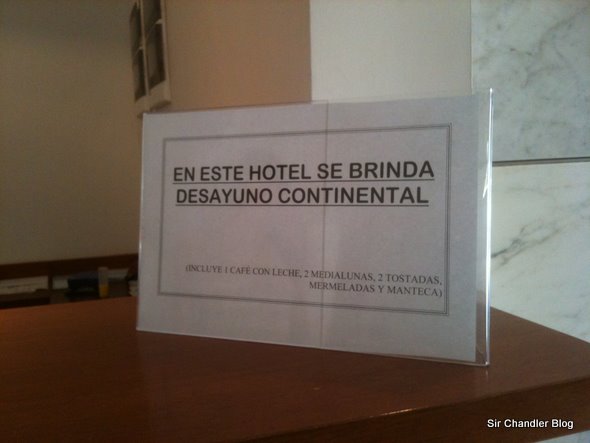 EN ESTE HOTEL SE BRINDA
DESAYUNO CONTINENTAL
(INCLUYE 1 CAFÉ CON LECHE, 2 MEDIALUNAS, 2 TOSTADAS,
MERMELADAS Y MANTECA)
Sir Chandler Blog